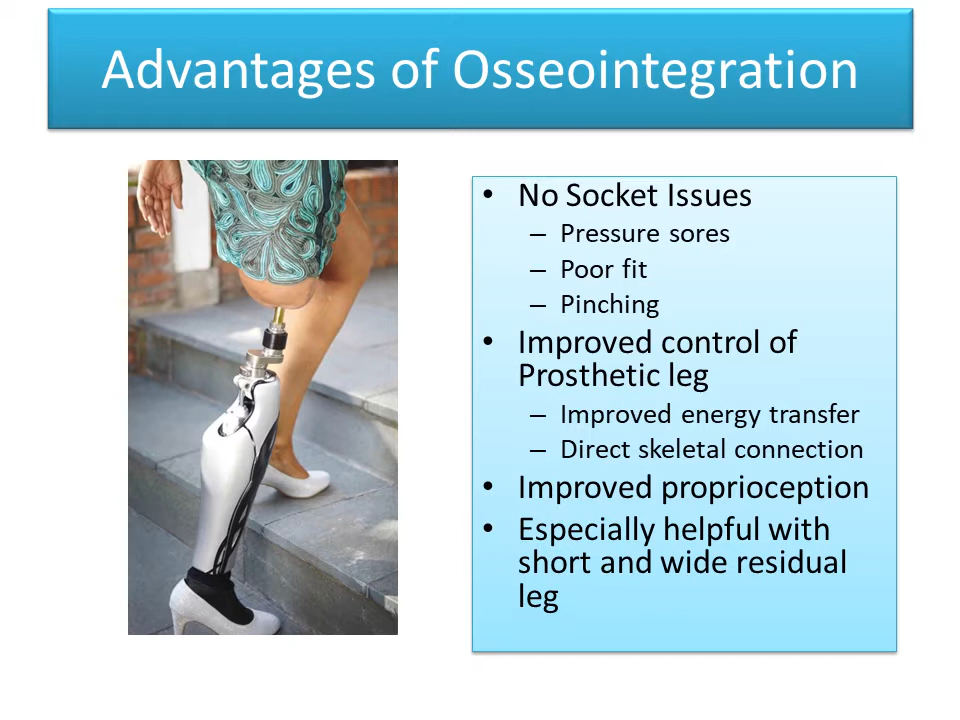 Advantages of Osseointegration
• No Socket Issues
– Pressure sores
– Poor fit
– Pinching
• Improved control of
Prosthetic leg
– Improved energy transfer
– Direct skeletal connection
• Improved proprioception
• Especially helpful with
short and wide residual
leg